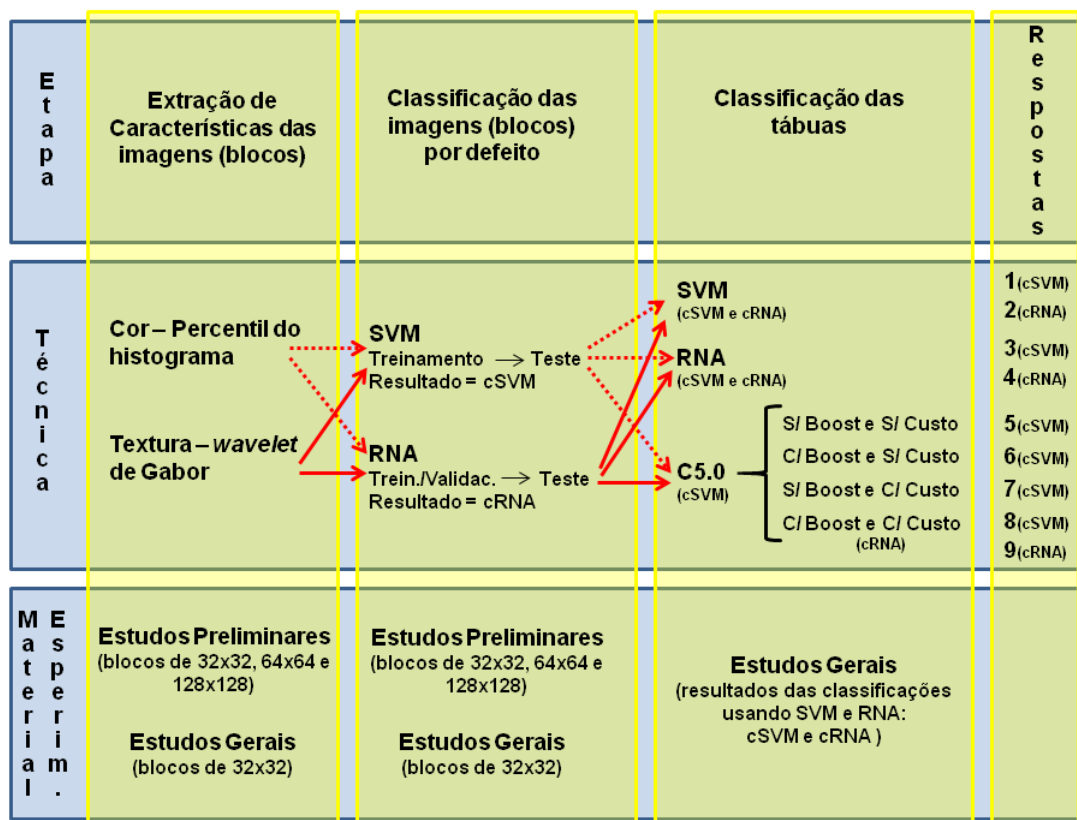 Etapa
Extração de
Características das
imagens (blocos)
Classificação das
imagens (blocos)
por defeito
Classificação das
tábuas
Respostas
Técnica
Cor – Percentil do
histograma
Textura – wavelet
de Gabor
SVM
Treinamento → Teste
Resultado = cSVM
RNA
Trein./Validac. → Teste
Resultado = cRNA
SVM
(cSVM e cRNA)
RNA
(cSVM e cRNA)
C5.0
(cSVM)
S/ Boost e S/ Custo
C/ Boost e S/ Custo
S/ Boost e C/ Custo
C/ Boost e C/ Custo
(cRNA)
1(cSVM)
2(cRNA)
3(cSVM)
4(cRNA)
5(cSVM)
6(cSVM)
7(cSVM)
8(cSVM)
9(cRNA)
Material
Esperim.
Estudos Preliminares
(blocos de 32x32, 64x64 e
128x128)
Estudos Gerais
(blocos de 32x32)
Estudos Preliminares
(blocos de 32x32, 64x64 e
128x128)
Estudos Gerais
(blocos de 32x32)
Estudos Gerais
(resultados das classificações
usando SVM e RNA:
cSVM e cRNA )